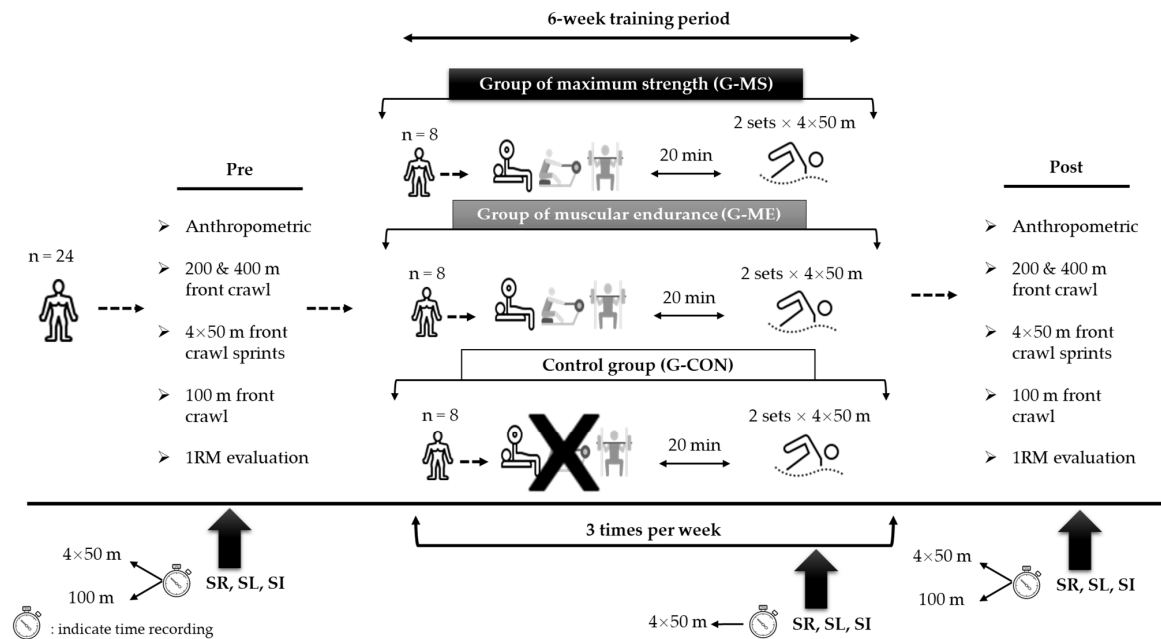 6-week training period
Group of maximum strength (G-MS)
n = 8
20 min
2 sets × 4×50 m
Group of muscular endurance (G-ME)
n = 8
20 min
2 sets × 4×50 m
Control group (G-CON)
n = 8
20 min
2 sets × 4×50 m
3 times per week
n = 24
Pre
➢ Anthropometric
➢ 200 & 400 m
front crawl
➢ 4×50 m front
crawl sprints
➢ 100 m front
crawl
➢ 1RM evaluation
Post
➢ Anthropometric
➢ 200 & 400 m
front crawl
➢ 4×50 m front
crawl sprints
➢ 100 m front
crawl
➢ 1RM evaluation
4×50 m
100 m
SR, SL, SI
4×50 m
SR, SL, SI
4×50 m
100 m
SR, SL, SI
: indicate time recording